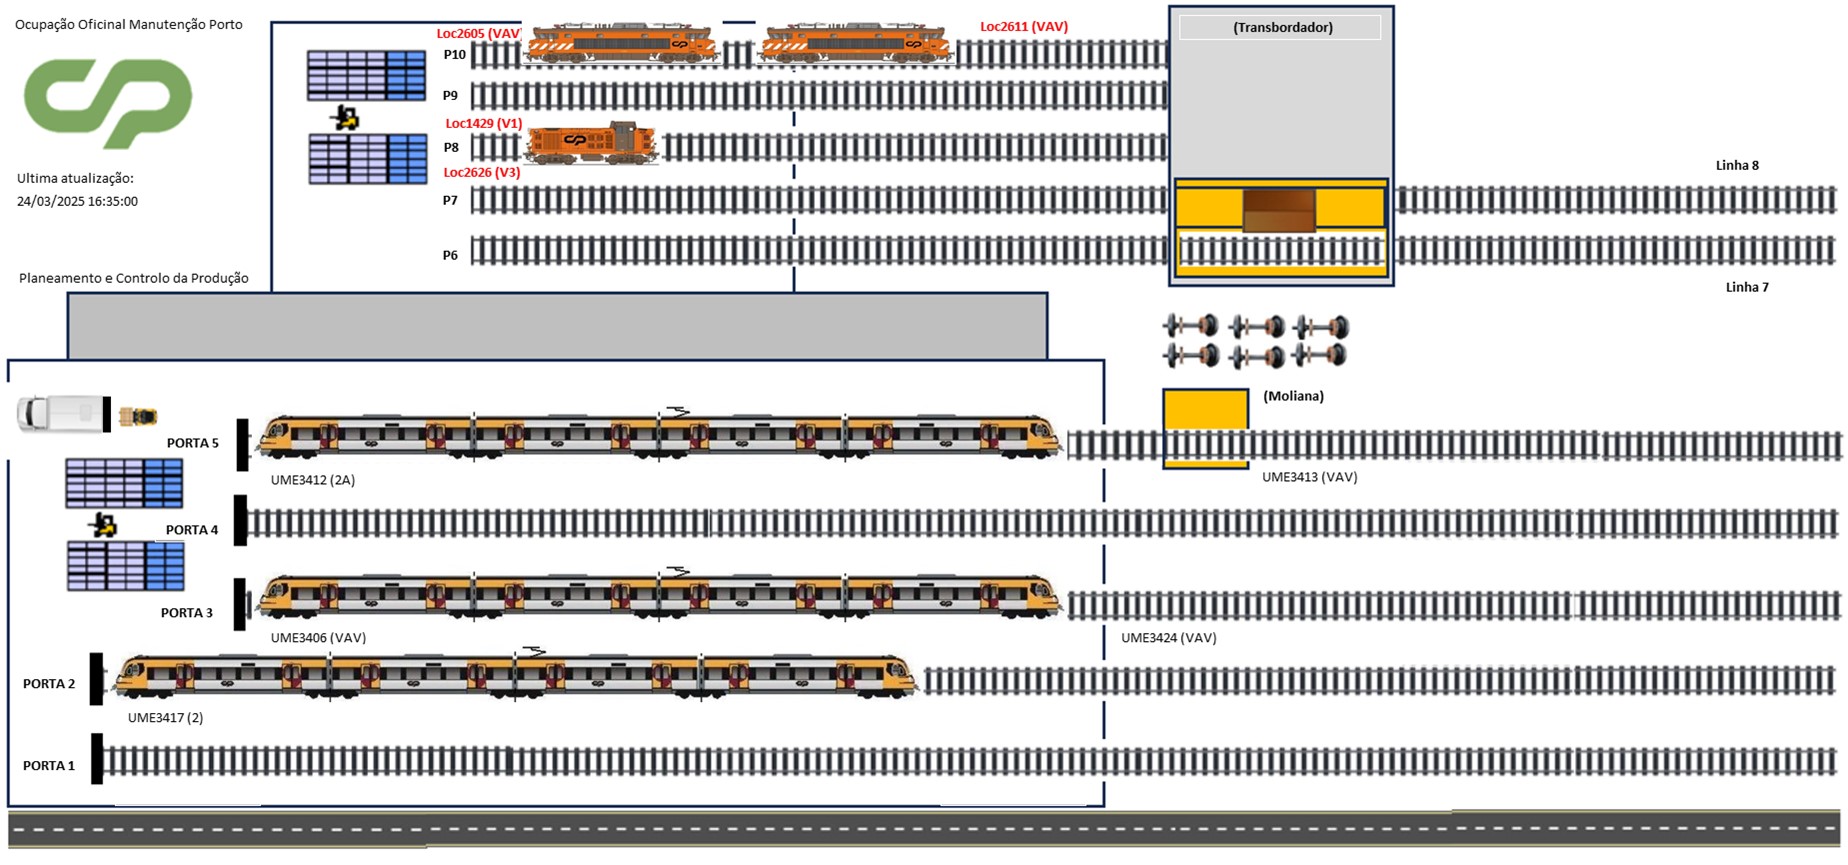 Ocupação Oficinal Manutenção Porto
Loc2605 (VAV)
Loc2611 (VAV)
(Transbordador)
P10
P9
Loc1429 (V1)
P8
Loc2626 (V3)
Linha 8
Ultima atualização:
24/03/2025 16:35:00
P7
P6
Planeamento e Controlo da Produção
Linha 7
(Moliana)
PORTA 5
UME3412 (2A)
UME3413 (VAV)
PORTA 4
PORTA 3
UME3406 (VAV)
UME3424 (VAV)
PORTA 2
UME3417 (2)
PORTA 1